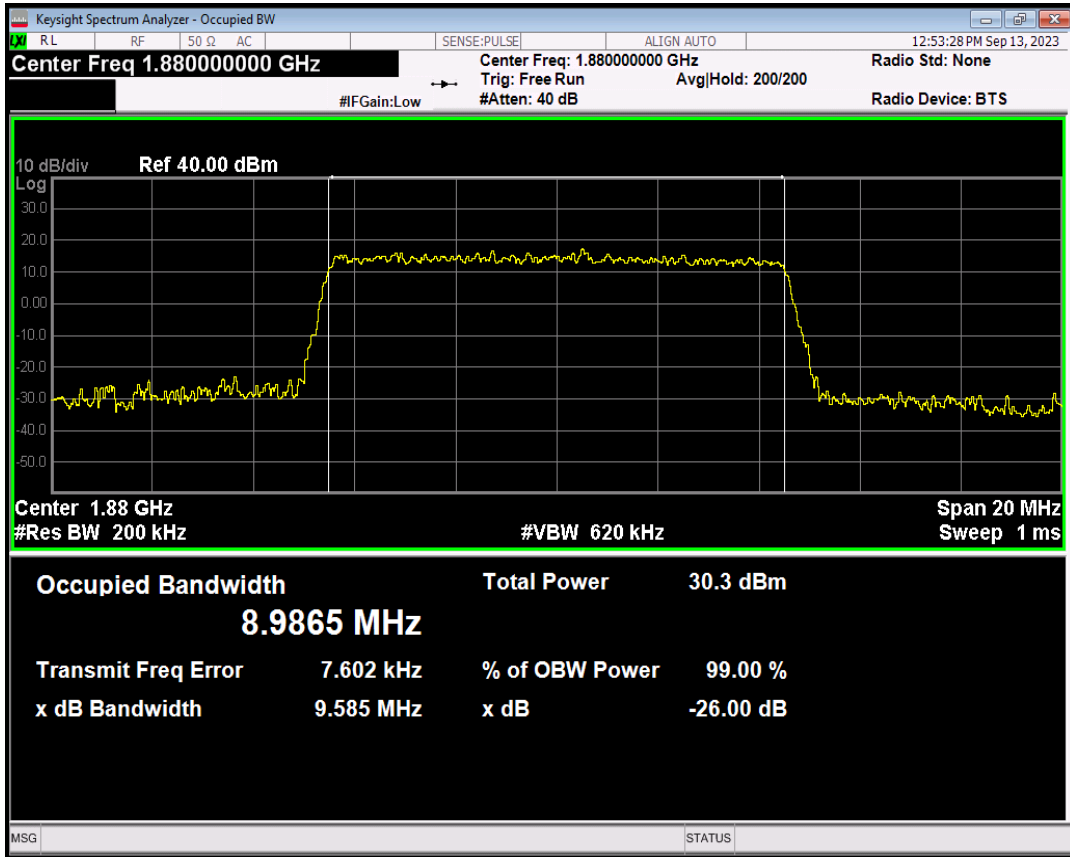 Keysight Spectrum Analyzer - Occupied BW
LXI RL RF 50 Ω AC SENSE:PULSE ALIGN AUTO 12:53:28 PM Sep 13, 2023
Center Freq 1.880000000 GHz Center Freq: 1.880000000 GHz Radio Std: None
Trig: Free Run Avg|Hold: 200/200
#IFGain:Low #Atten: 40 dB Radio Device: BTS
10 dB/div Ref 40.00 dBm
Log
30.0
20.0
10.0
0.00
-10.0
-20.0
-30.0
-40.0
-50.0
Center 1.88 GHz Span 20 MHz
#Res BW 200 kHz #VBW 620 kHz Sweep 1 ms
Occupied Bandwidth Total Power 30.3 dBm
8.9865 MHz
Transmit Freq Error 7.602 kHz % of OBW Power 99.00 %
x dB Bandwidth 9.585 MHz x dB -26.00 dB
MSG STATUS